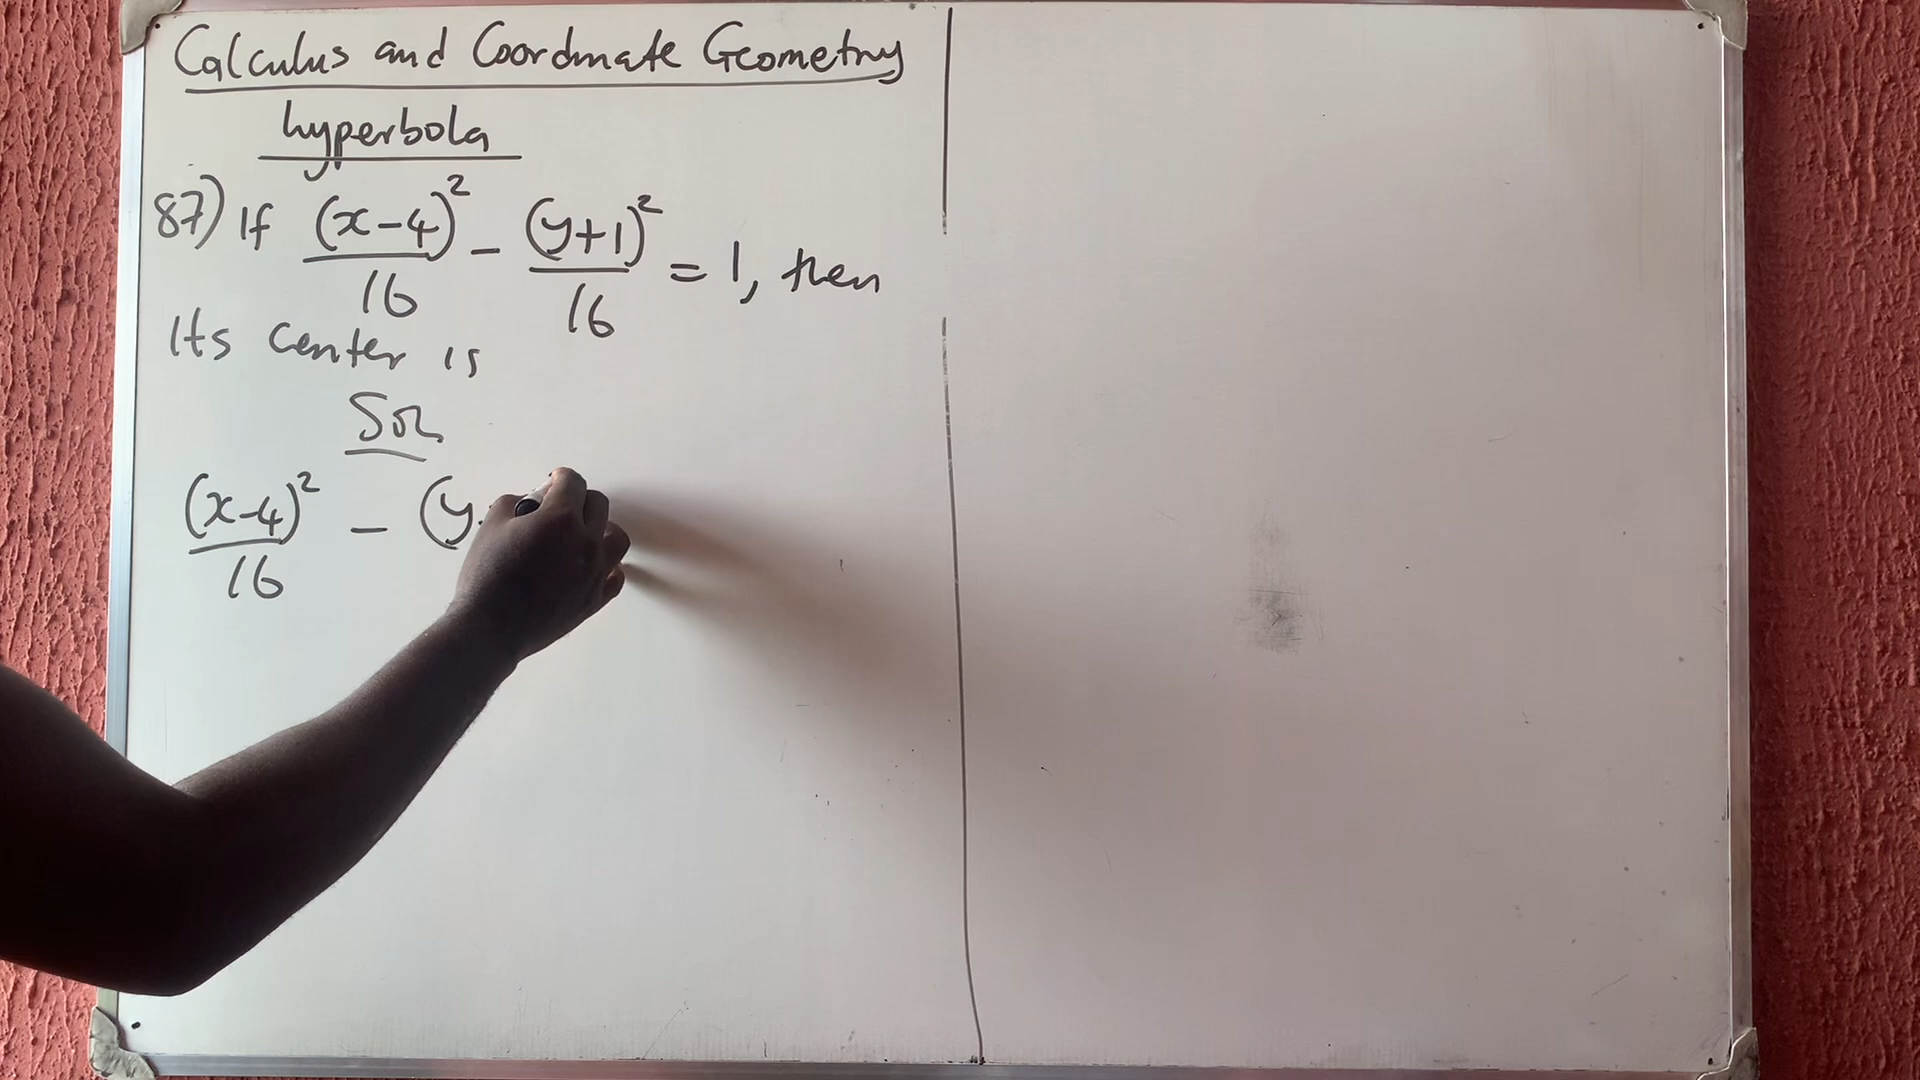 Calculus and Coordinate Geometry
hyperbola
87) If (x-4)²/16 - (y+1)²/16 = 1, then
Its Center is
Soln
(x-4)²/16 - (y